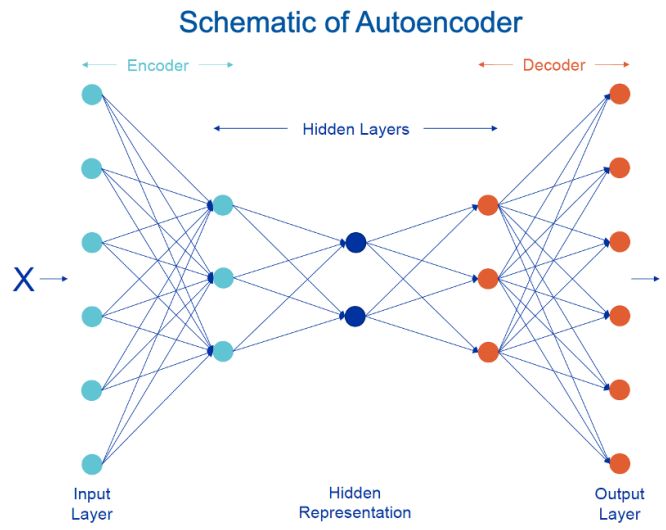 Schematic of Autoencoder
Encoder
Decoder
Hidden Layers
X
Input
Layer
Hidden
Representation
Output
Layer